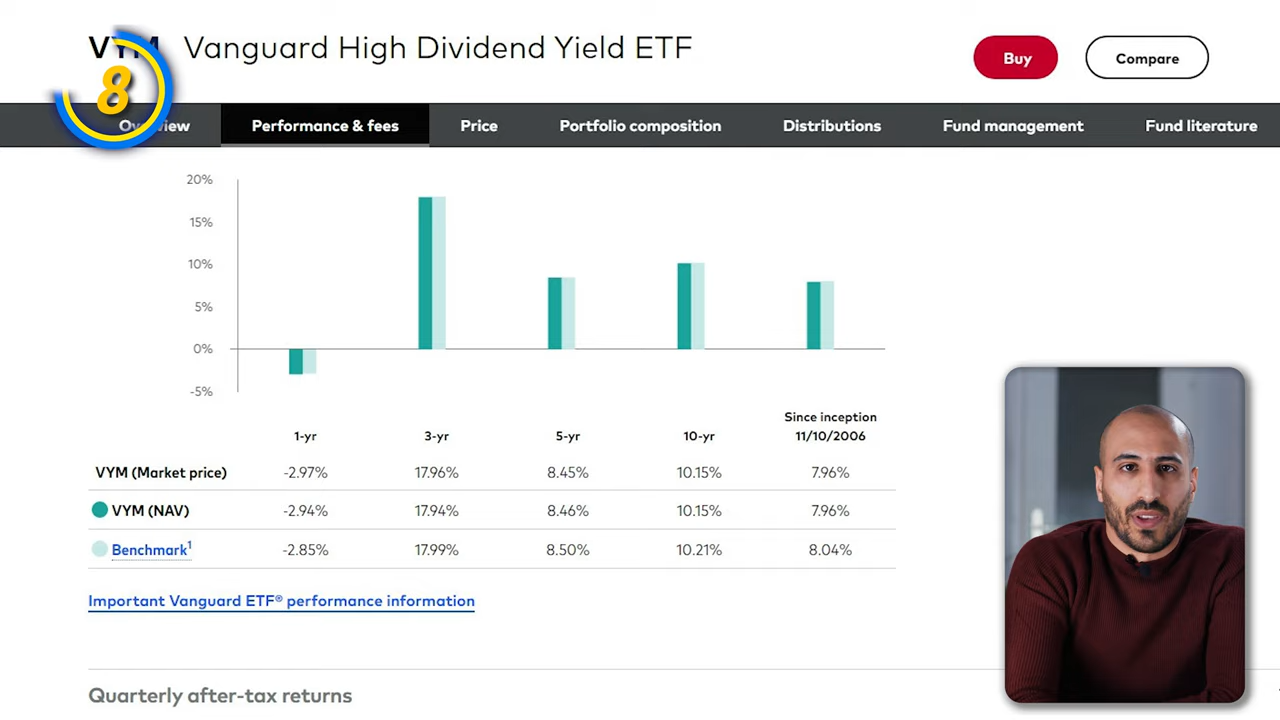 VYM Vanguard High Dividend Yield ETF
8
Buy
Compare
Overview
Performance & fees
Price
Portfolio composition
Distributions
Fund management
Fund literature
20%
15%
10%
5%
0%
-5%
Since inception
1-yr 3-yr 5-yr 10-yr 11/10/2006
VYM (Market price) -2.97% 17.96% 8.45% 10.15% 7.96%
VYM (NAV) -2.94% 17.94% 8.46% 10.15% 7.96%
Benchmark¹ -2.85% 17.99% 8.50% 10.21% 8.04%
Important Vanguard ETF® performance information
Quarterly after-tax returns